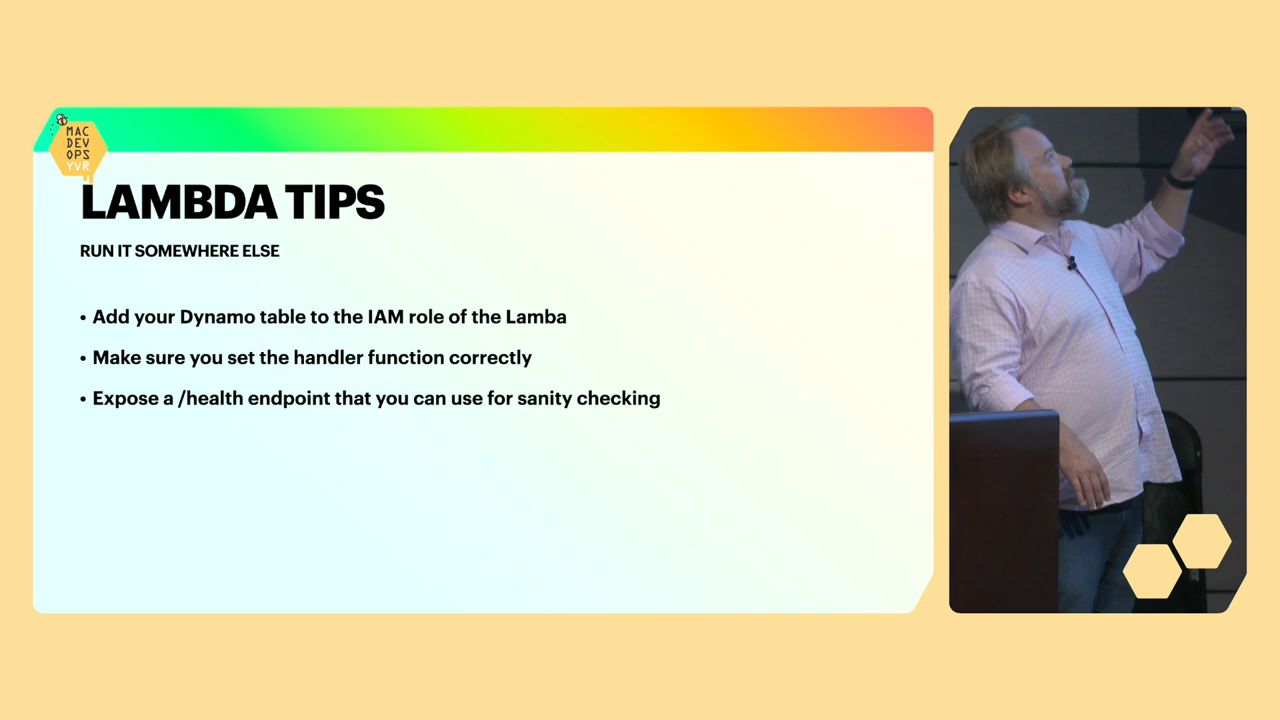 MAC
DEV
OPS
YVR
LAMBDA TIPS
RUN IT SOMEWHERE ELSE
• Add your Dynamo table to the IAM role of the Lamba
• Make sure you set the handler function correctly
• Expose a /health endpoint that you can use for sanity checking